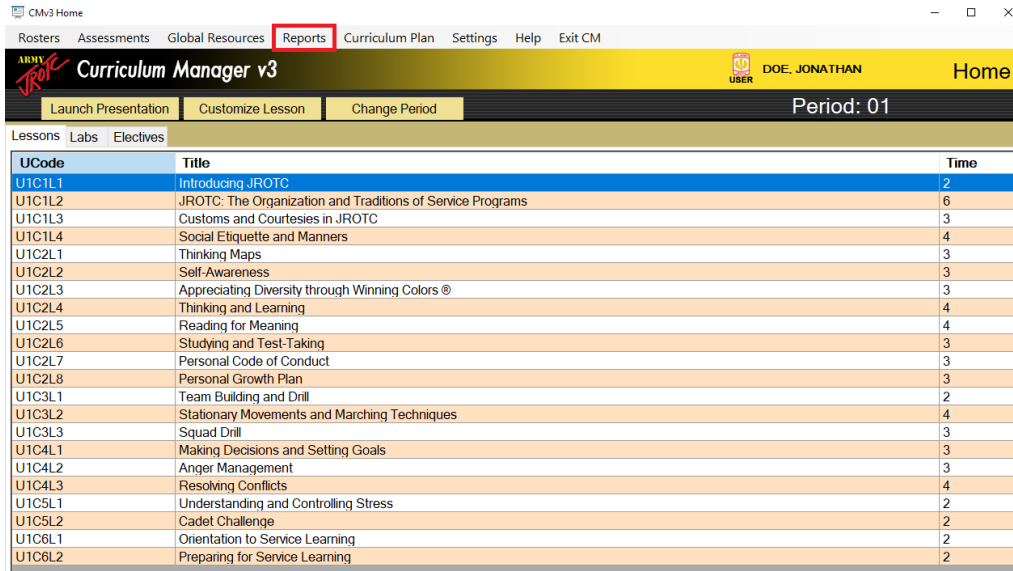 CMv3 Home
Rosters Assessments Global Resources Reports Curriculum Plan Settings Help Exit CM
ARMY JROTC Curriculum Manager v3 USER DOE, JONATHAN Home
Launch Presentation Customize Lesson Change Period Period: 01
Lessons Labs Electives
UCode Title Time
U1C1L1 Introducing JROTC 2
U1C1L2 JROTC: The Organization and Traditions of Service Programs 6
U1C1L3 Customs and Courtesies in JROTC 3
U1C1L4 Social Etiquette and Manners 4
U1C2L1 Thinking Maps 3
U1C2L2 Self-Awareness 3
U1C2L3 Appreciating Diversity through Winning Colors ® 3
U1C2L4 Thinking and Learning 4
U1C2L5 Reading for Meaning 4
U1C2L6 Studying and Test-Taking 3
U1C2L7 Personal Code of Conduct 3
U1C2L8 Personal Growth Plan 3
U1C3L1 Team Building and Drill 2
U1C3L2 Stationary Movements and Marching Techniques 4
U1C3L3 Squad Drill 3
U1C4L1 Making Decisions and Setting Goals 3
U1C4L2 Anger Management 3
U1C4L3 Resolving Conflicts 4
U1C5L1 Understanding and Controlling Stress 2
U1C5L2 Cadet Challenge 2
U1C6L1 Orientation to Service Learning 2
U1C6L2 Preparing for Service Learning 2